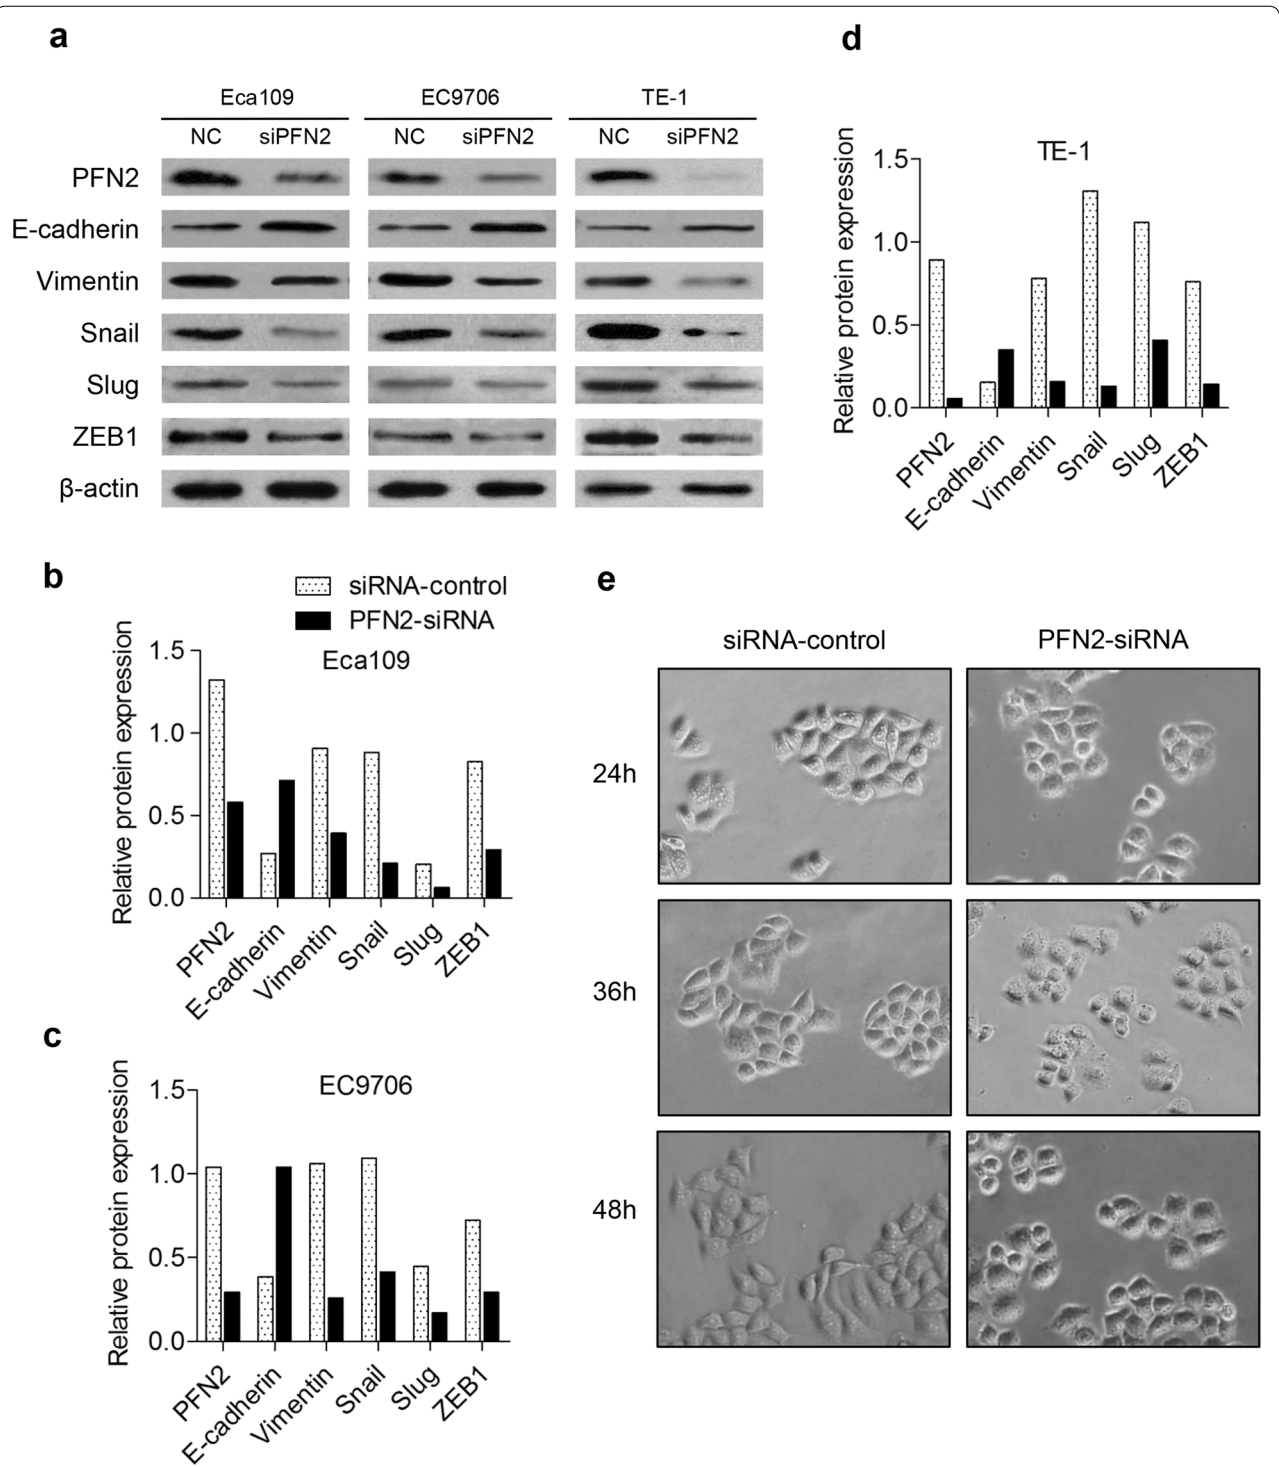 a
Eca109 EC9706 TE-1
NC siPFN2 NC siPFN2 NC siPFN2
PFN2
E-cadherin
Vimentin
Snail
Slug
ZEB1
β-actin
d
TE-1
Relative protein expression
1.5
1.0
0.5
0.0
PFN2
E-cadherin
Vimentin
Snail
Slug
ZEB1
b
siRNA-control
PFN2-siRNA
Eca109
Relative protein expression
1.5
1.0
0.5
0.0
PFN2
E-cadherin
Vimentin
Snail
Slug
ZEB1
c
EC9706
Relative protein expression
1.5
1.0
0.5
0.0
PFN2
E-cadherin
Vimentin
Snail
Slug
ZEB1
e
siRNA-control PFN2-siRNA
24h
36h
48h